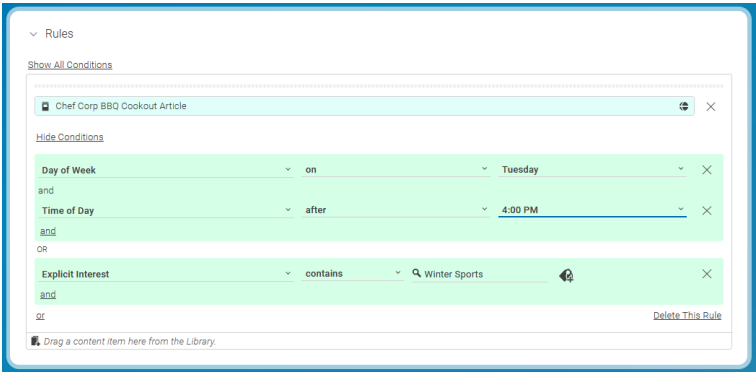 Rules
Show All Conditions
Chef Corp BBQ Cookout Article
Hide Conditions
Day of Week on Tuesday
and
Time of Day after 4:00 PM
and
OR
Explicit Interest contains Winter Sports
and
or Delete This Rule
Drag a content item here from the Library.